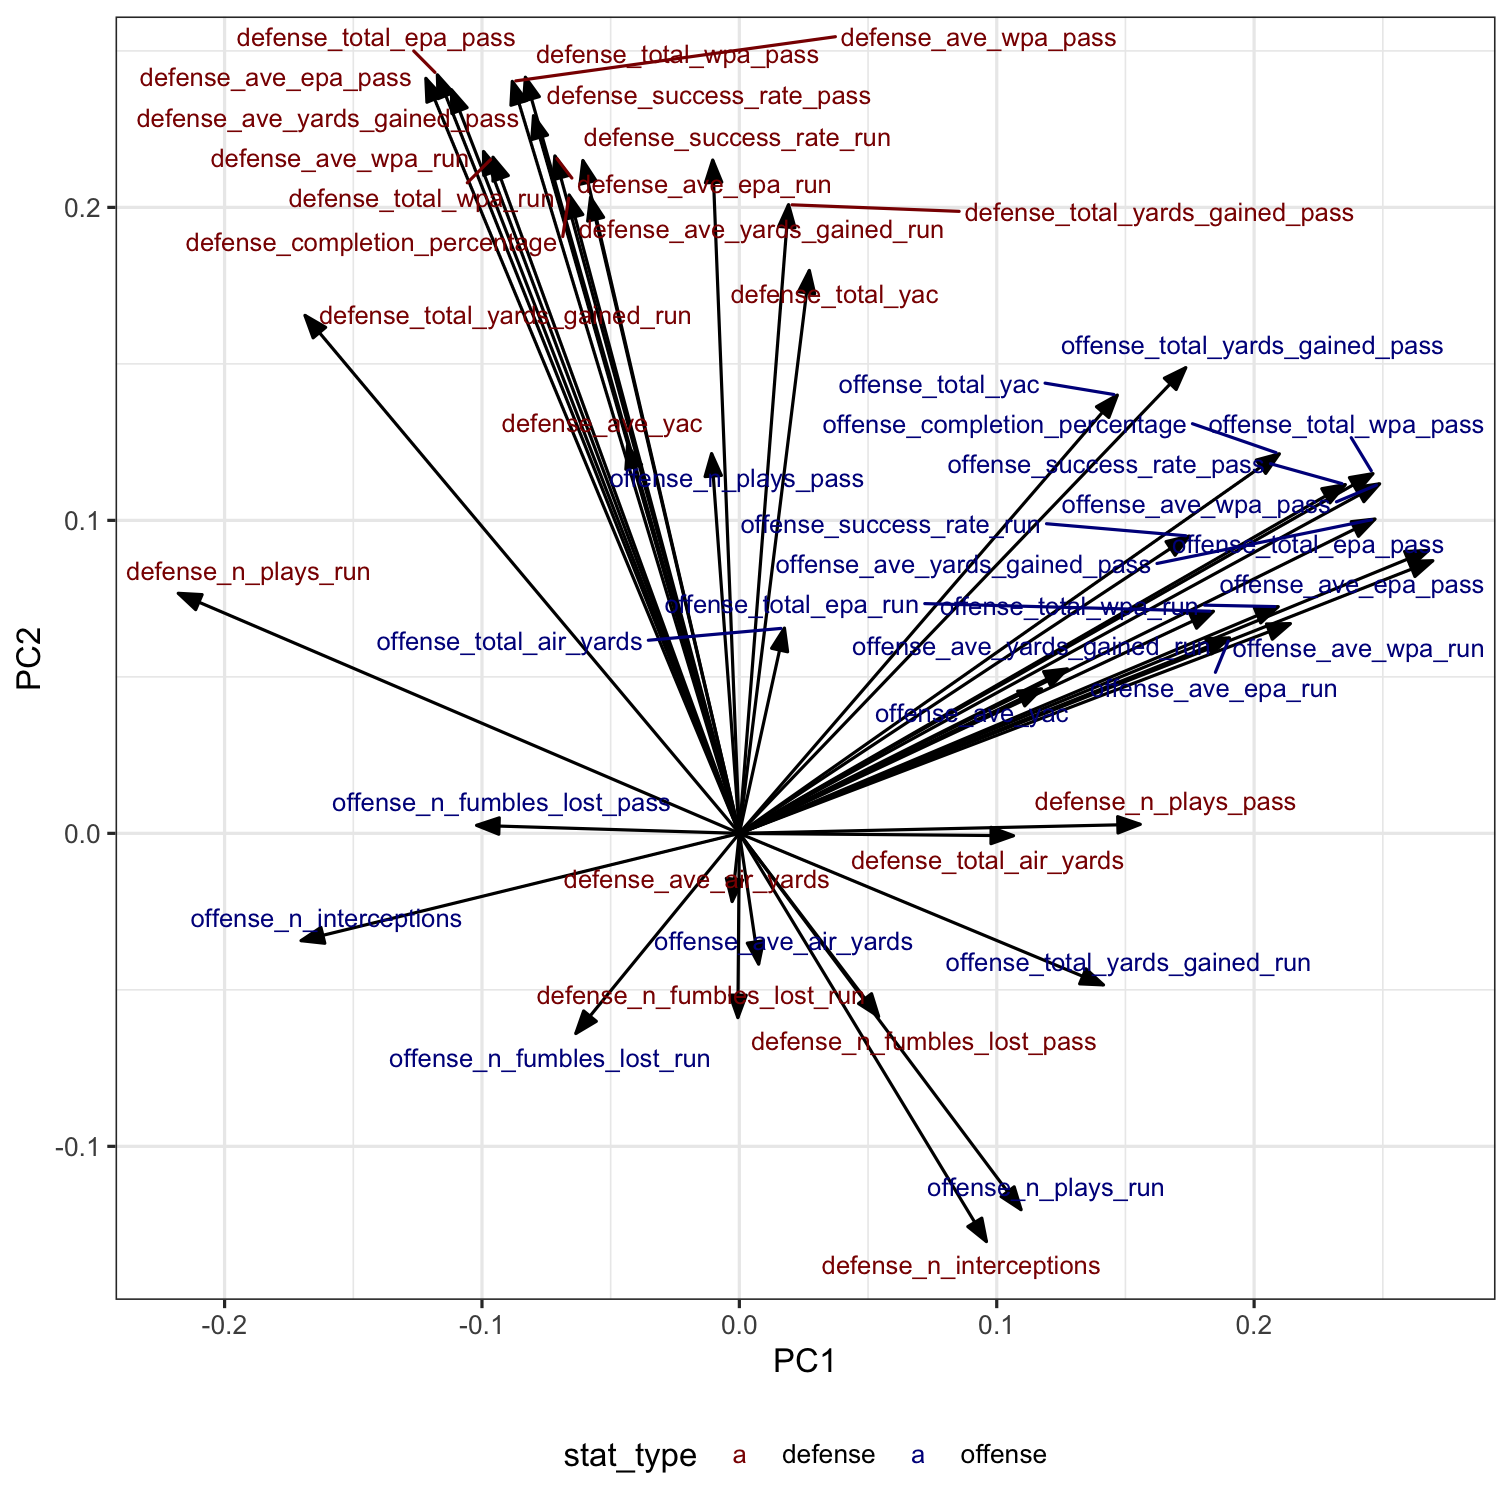 defense_total_epa_pass
defense_ave_wpa_pass
defense_total_wpa_pass
defense_ave_epa_pass
defense_success_rate_pass
defense_ave_yards_gained_pass
defense_success_rate_run
defense_ave_wpa_run
defense_ave_epa_run
defense_total_wpa_run
0.2
defense_total_yards_gained_pass
defense_ave_yards_gained_run
defense_completion_percentage
defense_total_yac
defense_total_yards_gained_run
offense_total_yards_gained_pass
offense_total_yac
defense_ave_yac
offense_completion_percentage
offense_total_wpa_pass
offense_success_rate_pass
offense_n_plays_pass
offense_ave_wpa_pass
0.1
offense_success_rate_run
offense_total_epa_pass
offense_ave_yards_gained_pass
defense_n_plays_run
offense_ave_epa_pass
offense_total_epa_run
offense_total_wpa_run
offense_total_air_yards
offense_ave_yards_gained_run
offense_ave_wpa_run
PC2
offense_ave_epa_run
offense_ave_yac
offense_n_fumbles_lost_pass
defense_n_plays_pass
0.0
defense_total_air_yards
defense_ave_air_yards
offense_n_interceptions
offense_ave_air_yards
offense_total_yards_gained_run
defense_n_fumbles_lost_run
defense_n_fumbles_lost_pass
offense_n_fumbles_lost_run
-0.1
offense_n_plays_run
defense_n_interceptions
-0.2 -0.1 0.0 0.1 0.2
PC1
stat_type a defense a offense